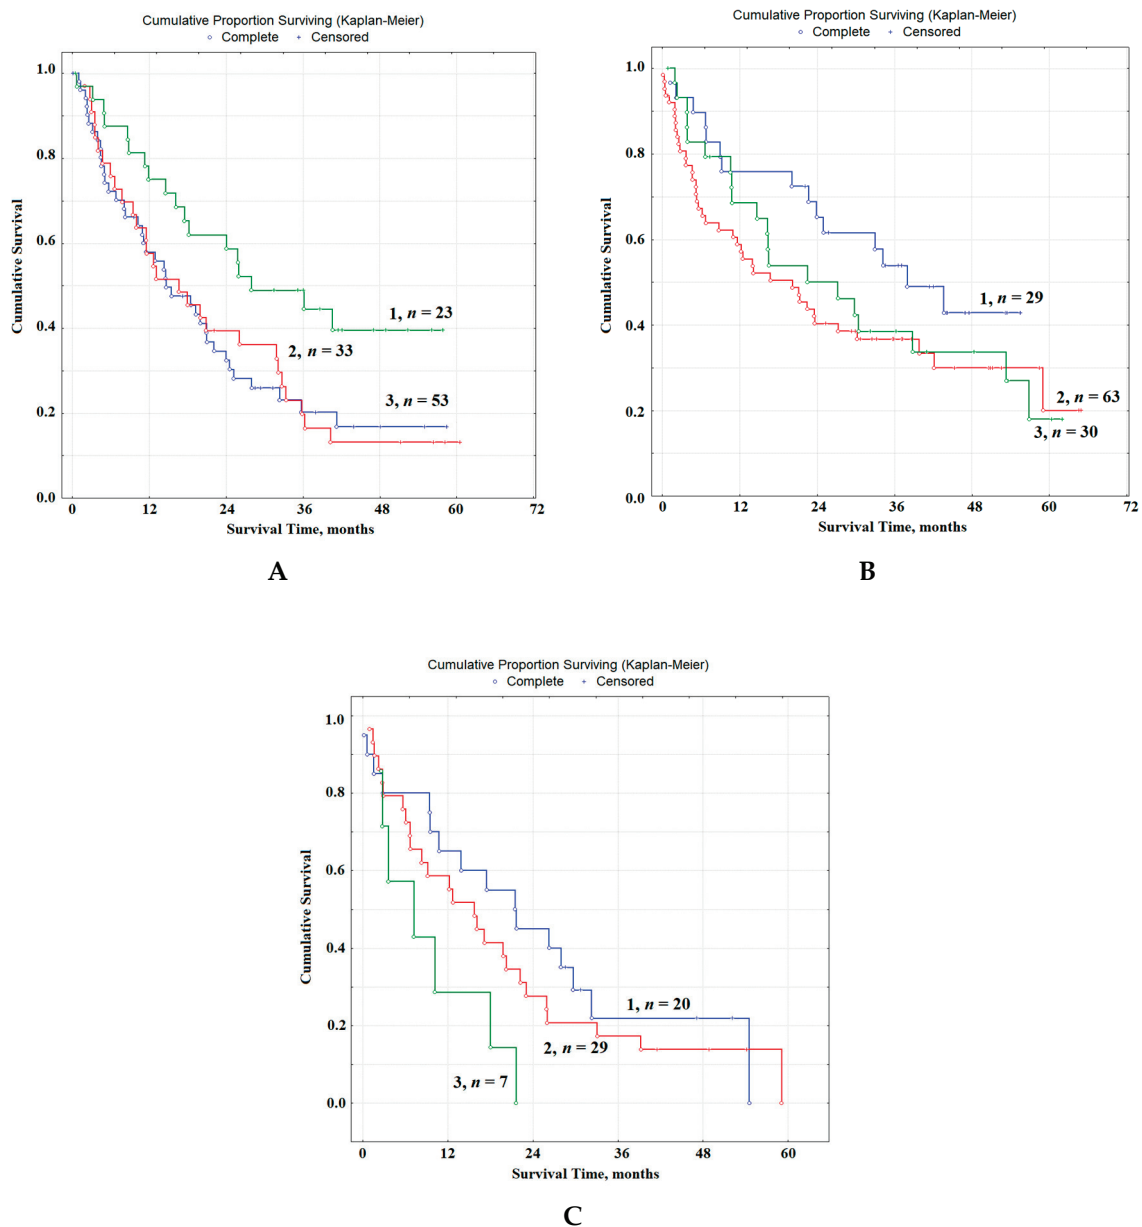 Cumulative Proportion Surviving (Kaplan-Meier)
Complete Censored
1.0
0.8
0.6
0.4
0.2
0.0
Cumulative Survival
1, n = 23
2, n = 33
3, n = 53
0 12 24 36 48 60 72
Survival Time, months
A
Cumulative Proportion Surviving (Kaplan-Meier)
Complete Censored
1.0
0.8
0.6
0.4
0.2
0.0
Cumulative Survival
1, n = 29
2, n = 63
3, n = 30
0 12 24 36 48 60 72
Survival Time, months
B
Cumulative Proportion Surviving (Kaplan-Meier)
Complete Censored
1.0
0.8
0.6
0.4
0.2
0.0
Cumulative Survival
1, n = 20
2, n = 29
3, n = 7
0 12 24 36 48 60
Survival Time, months
C